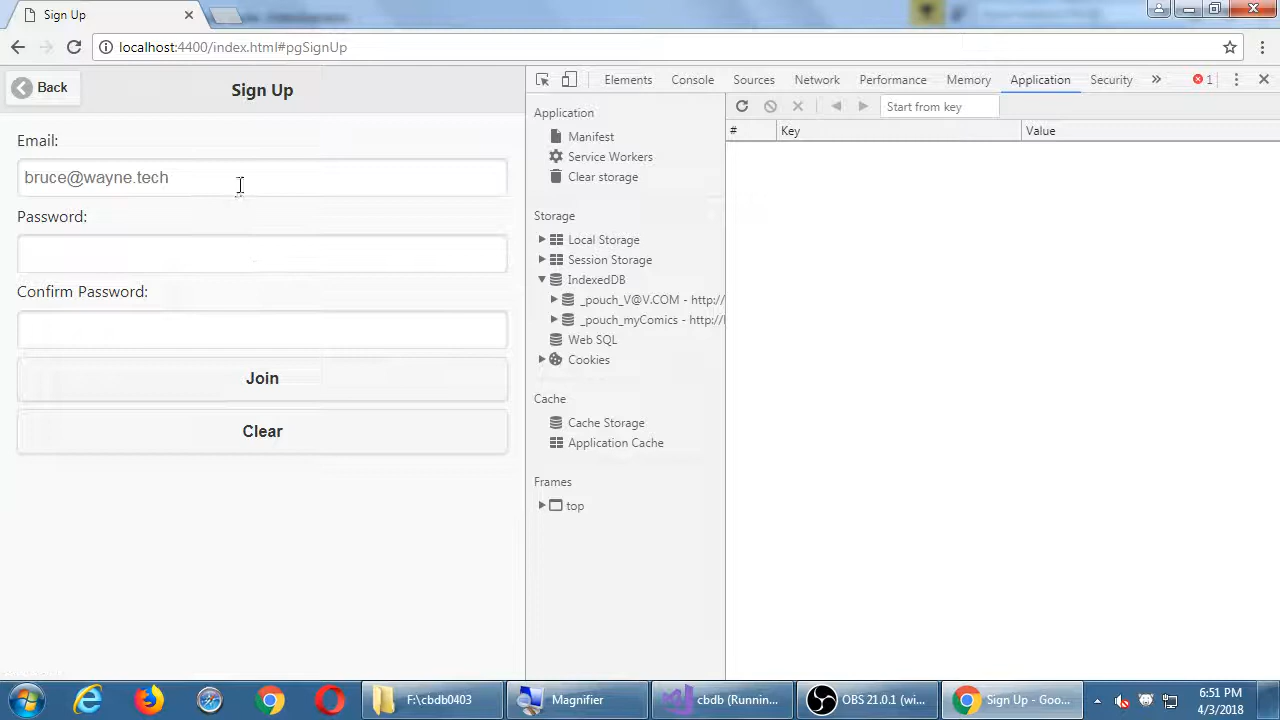 Sign Up
localhost:4400/index.html#pgSignUp
Back
Sign Up
Email:
bruce@wayne.tech
Password:
Confirm Password:
Join
Clear
Elements Console Sources Network Performance Memory Application Security » 1
Application
Manifest
Service Workers
Clear storage
Storage
Local Storage
Session Storage
IndexedDB
_pouch_V@V.COM - http://
_pouch_myComics - http://
Web SQL
Cookies
Cache
Cache Storage
Application Cache
Frames
top
Start from key
# Key Value
F:\cbdb0403
Magnifier
cbdb (Runnin...
OBS 21.0.1 (wi...
Sign Up - Goo...
6:51 PM
4/3/2018